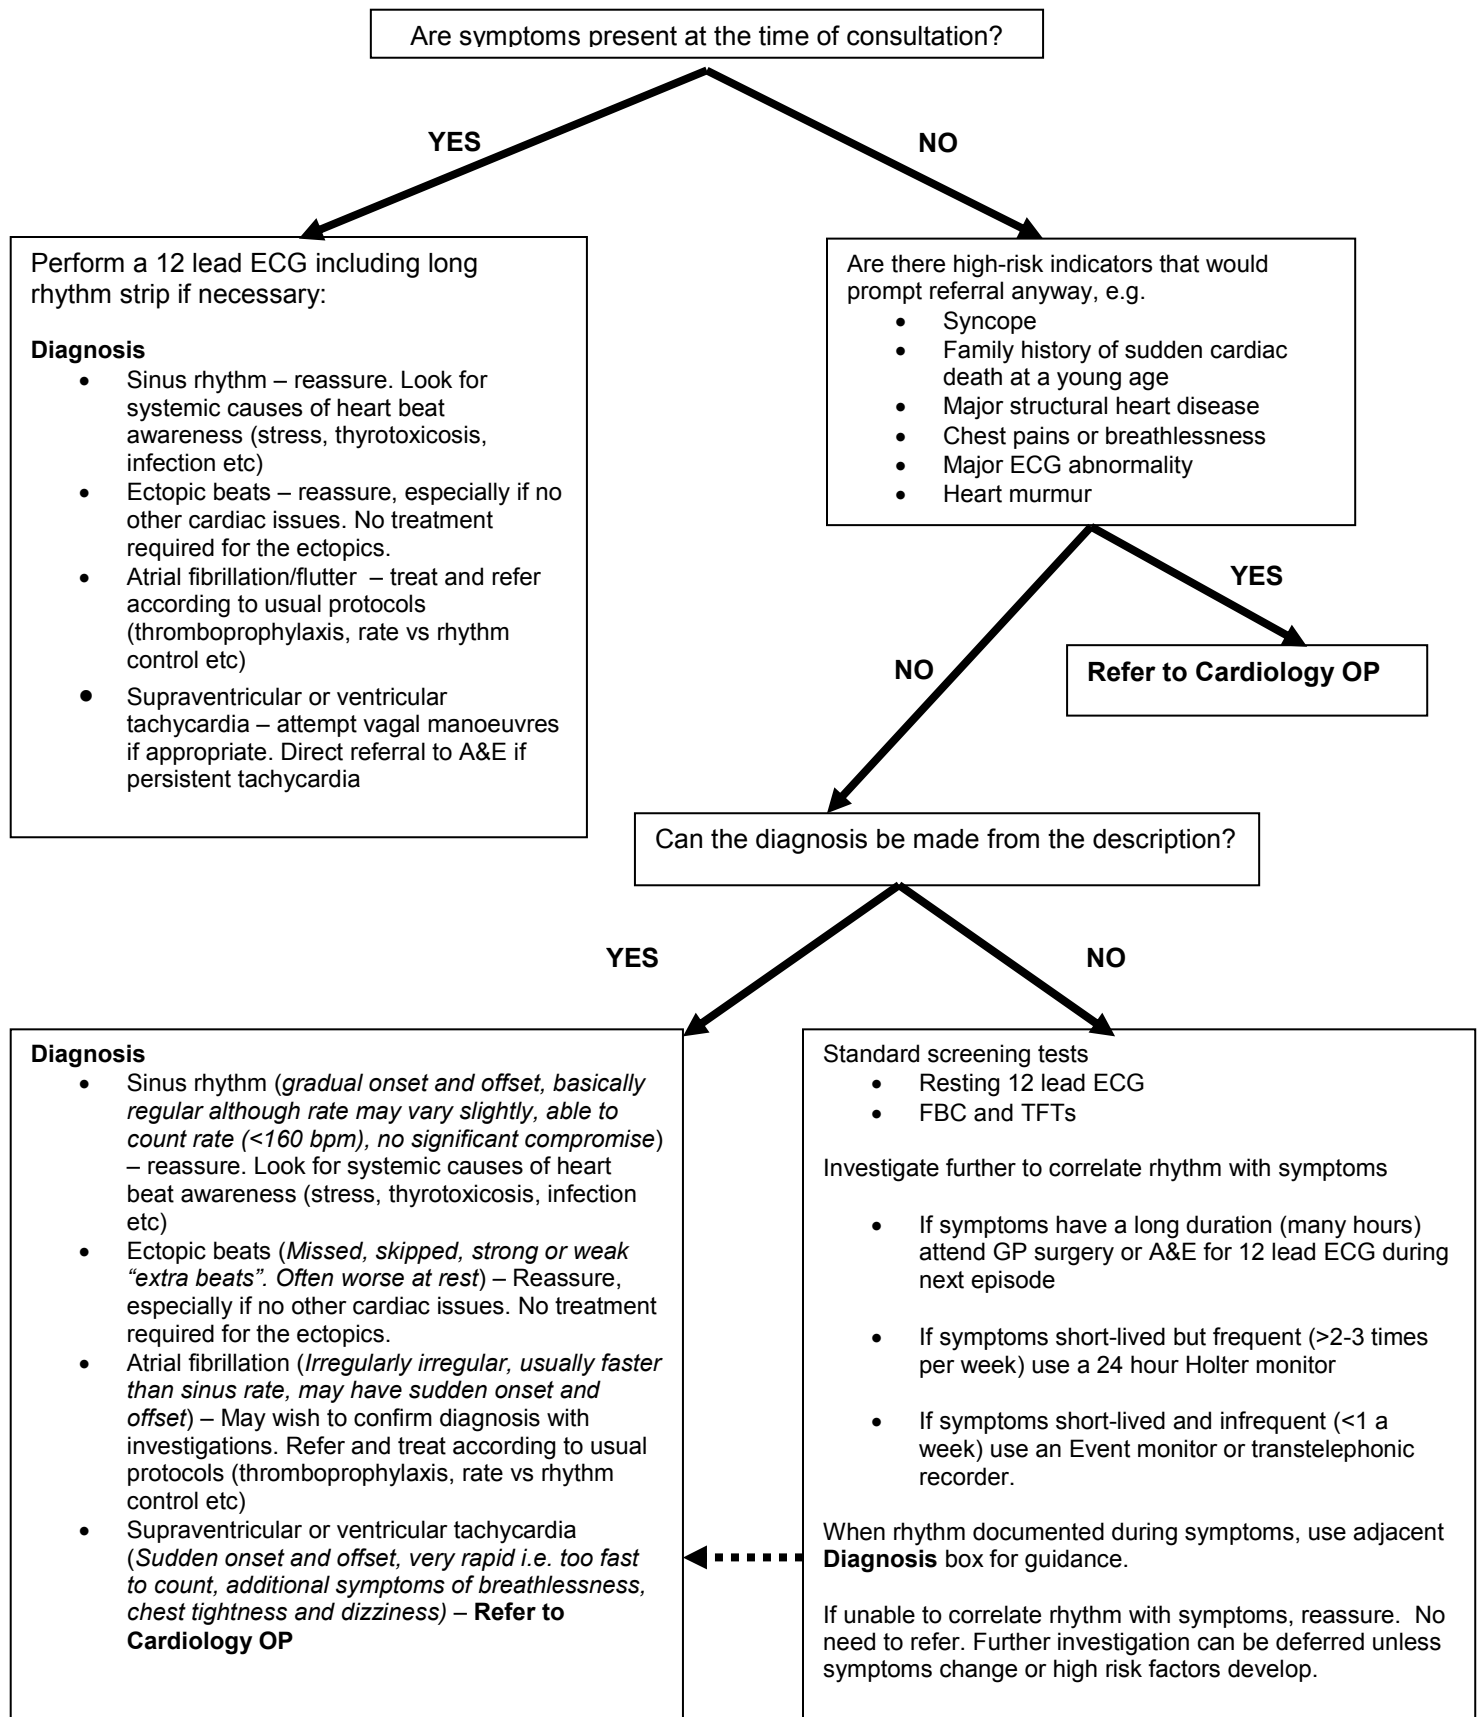 Are symptoms present at the time of consultation?
YES
NO
Perform a 12 lead ECG including long
rhythm strip if necessary:
Diagnosis
• Sinus rhythm – reassure. Look for
systemic causes of heart beat
awareness (stress, thyrotoxicosis,
infection etc)
• Ectopic beats – reassure, especially if no
other cardiac issues. No treatment
required for the ectopics.
• Atrial fibrillation/flutter – treat and refer
according to usual protocols
(thromboprophylaxis, rate vs rhythm
control etc)
• Supraventricular or ventricular
tachycardia – attempt vagal manoeuvres
if appropriate. Direct referral to A&E if
persistent tachycardia
Are there high-risk indicators that would
prompt referral anyway, e.g.
• Syncope
• Family history of sudden cardiac
death at a young age
• Major structural heart disease
• Chest pains or breathlessness
• Major ECG abnormality
• Heart murmur
YES
NO
Refer to Cardiology OP
Can the diagnosis be made from the description?
YES
NO
Diagnosis
• Sinus rhythm (gradual onset and offset, basically
regular although rate may vary slightly, able to
count rate (<160 bpm), no significant compromise)
– reassure. Look for systemic causes of heart
beat awareness (stress, thyrotoxicosis, infection
etc)
• Ectopic beats (Missed, skipped, strong or weak
“extra beats”. Often worse at rest) – Reassure,
especially if no other cardiac issues. No treatment
required for the ectopics.
• Atrial fibrillation (Irregularly irregular, usually faster
than sinus rate, may have sudden onset and
offset) – May wish to confirm diagnosis with
investigations. Refer and treat according to usual
protocols (thromboprophylaxis, rate vs rhythm
control etc)
• Supraventricular or ventricular tachycardia
(Sudden onset and offset, very rapid i.e. too fast
to count, additional symptoms of breathlessness,
chest tightness and dizziness) – Refer to
Cardiology OP
Standard screening tests
• Resting 12 lead ECG
• FBC and TFTs
Investigate further to correlate rhythm with symptoms
• If symptoms have a long duration (many hours)
attend GP surgery or A&E for 12 lead ECG during
next episode
• If symptoms short-lived but frequent (>2-3 times
per week) use a 24 hour Holter monitor
• If symptoms short-lived and infrequent (<1 a
week) use an Event monitor or transtelephonic
recorder.
When rhythm documented during symptoms, use adjacent
Diagnosis box for guidance.
If unable to correlate rhythm with symptoms, reassure. No
need to refer. Further investigation can be deferred unless
symptoms change or high risk factors develop.